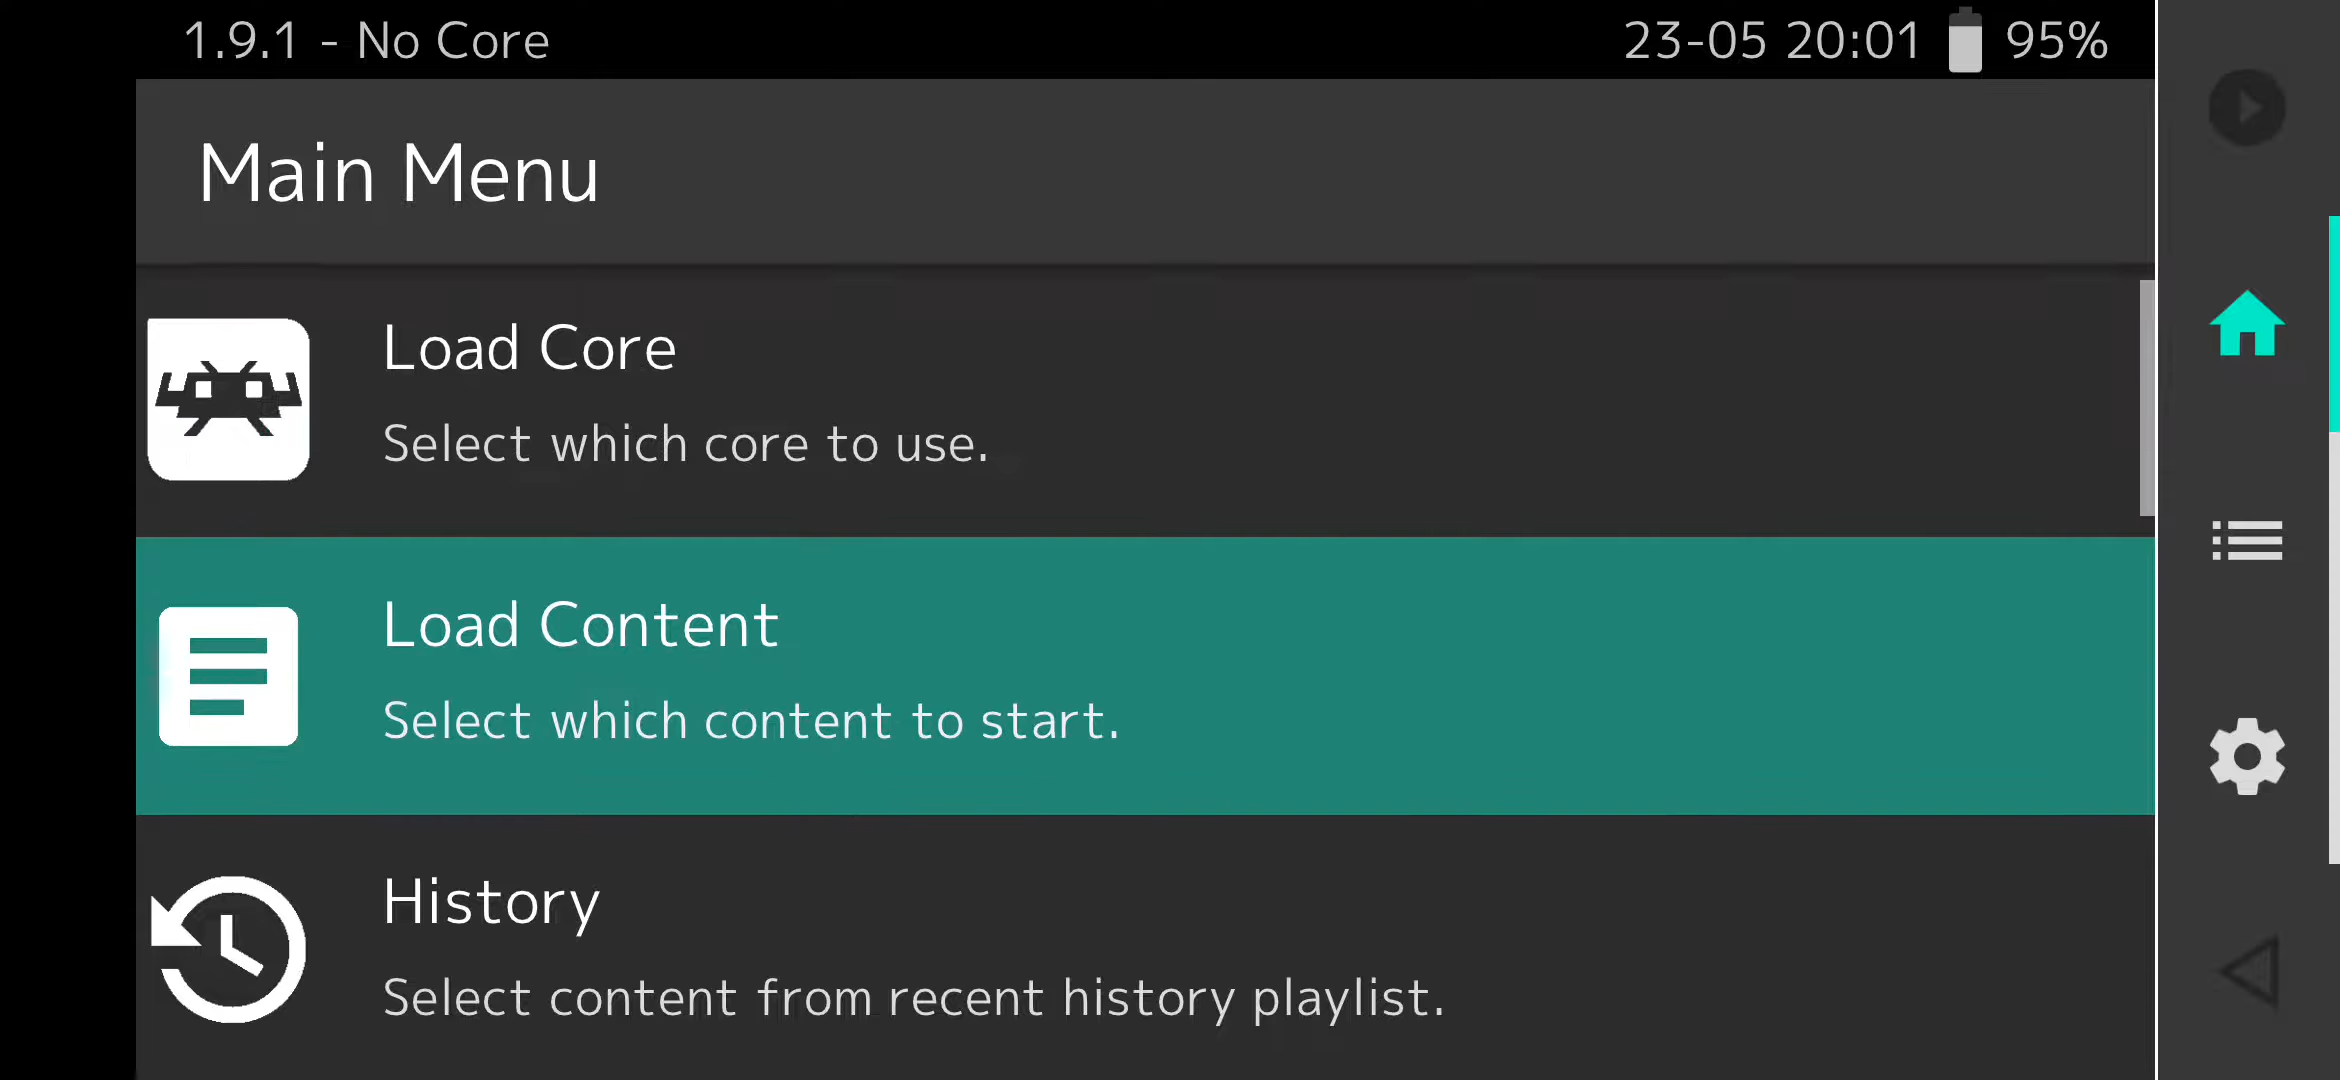 1.9.1 - No Core
23-05 20:01 95%
Main Menu
Load Core
Select which core to use.
Load Content
Select which content to start.
History
Select content from recent history playlist.